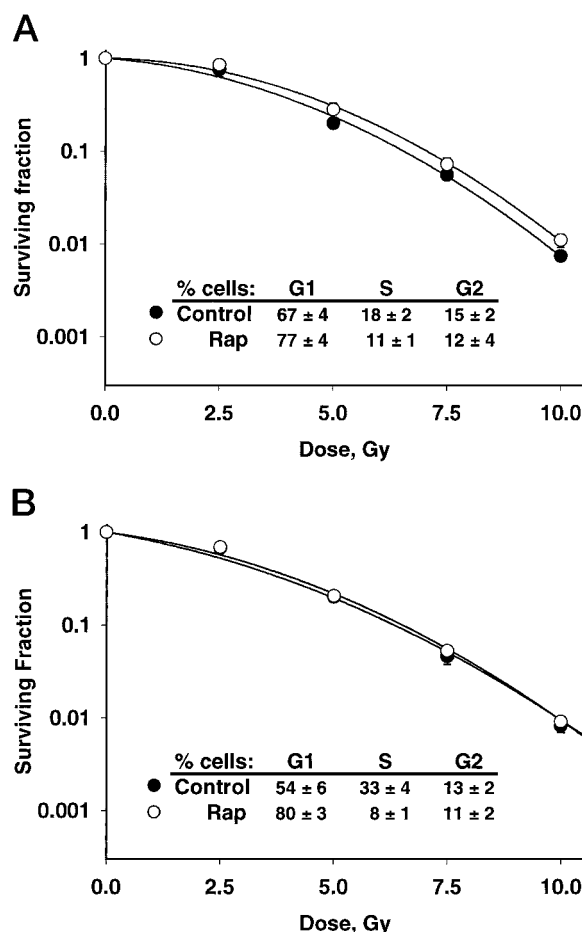 A
Surviving fraction
1
0.1
0.01
0.001
% cells: G1 S G2
Control 67 ± 4 18 ± 2 15 ± 2
Rap 77 ± 4 11 ± 1 12 ± 4
0.0 2.5 5.0 7.5 10.0
Dose, Gy
B
Surviving Fraction
1
0.1
0.01
0.001
% cells: G1 S G2
Control 54 ± 6 33 ± 4 13 ± 2
Rap 80 ± 3 8 ± 1 11 ± 2
0.0 2.5 5.0 7.5 10.0
Dose, Gy